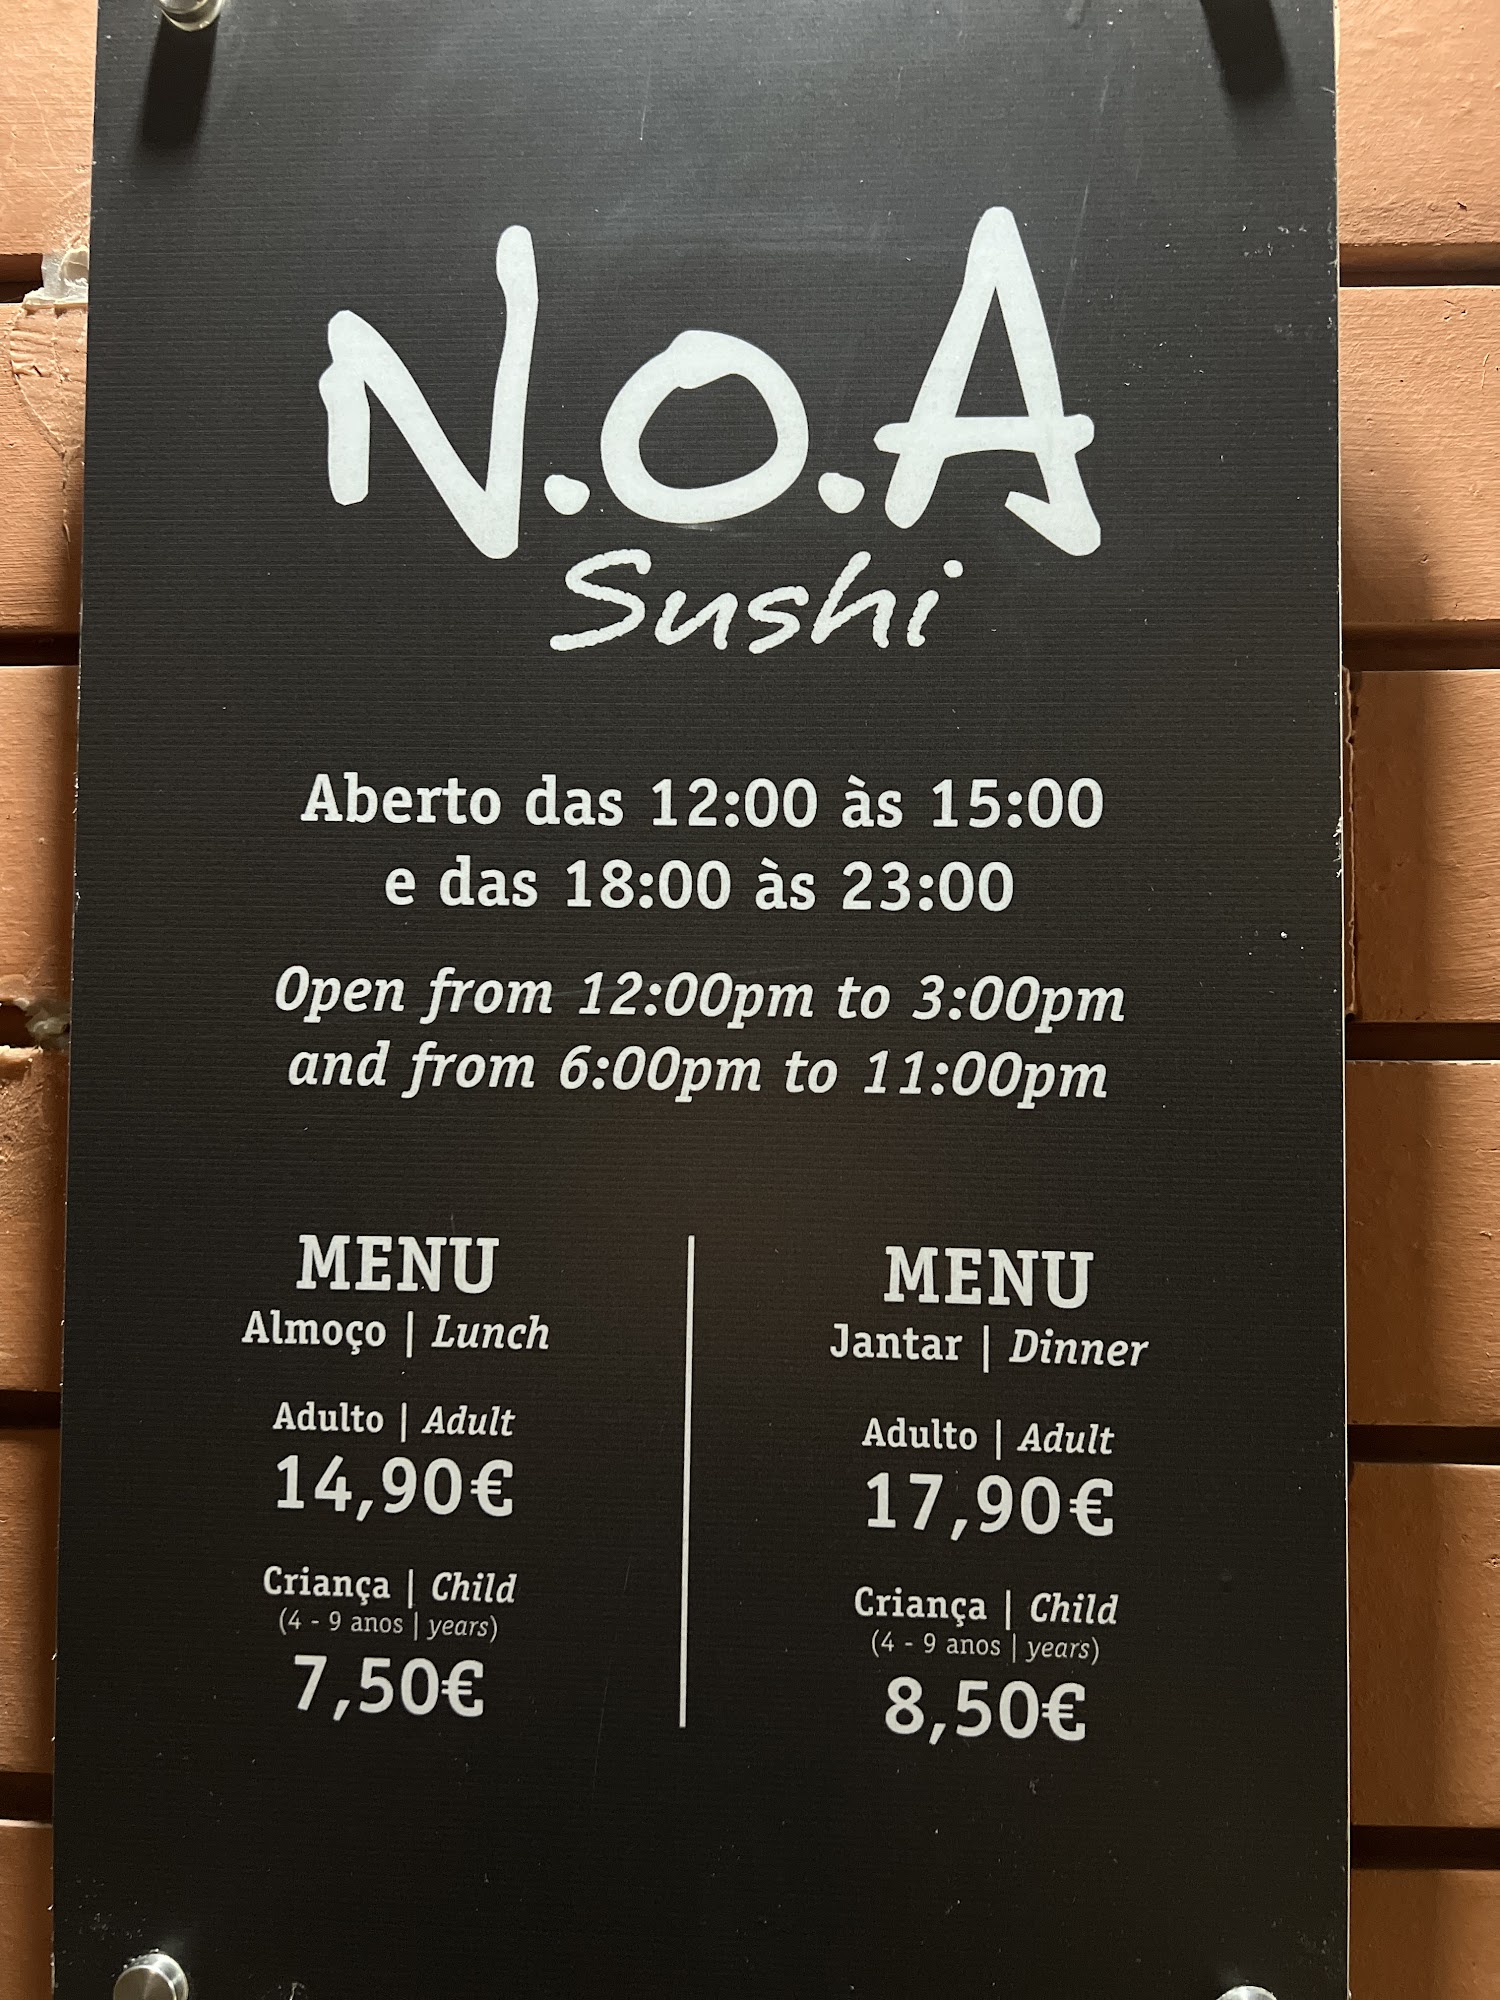 N.O.A
Sushi
Aberto das 12:00 às 15:00
e das 18:00 às 23:00
Open from 12:00pm to 3:00pm
and from 6:00pm to 11:00pm
MENU
Almoço | Lunch
Adulto | Adult
14,90€
Criança | Child
(4 - 9 anos | years)
7,50€
MENU
Jantar | Dinner
Adulto | Adult
17,90€
Criança | Child
(4 - 9 anos | years)
8,50€